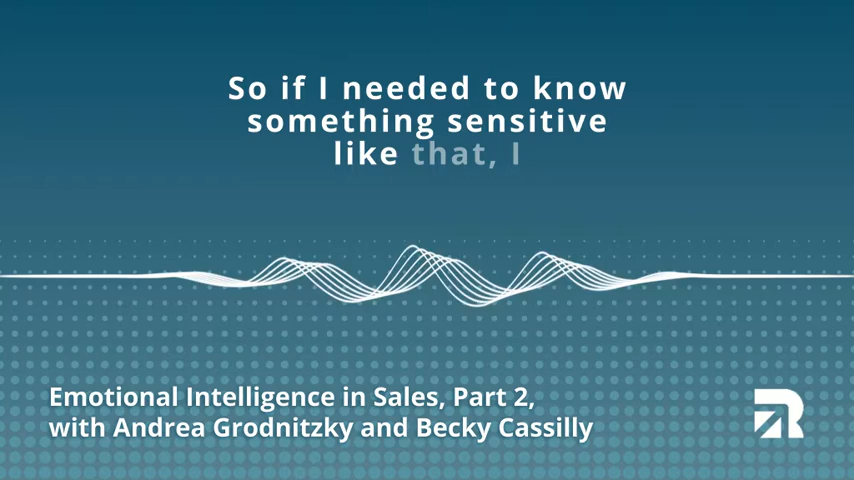 So if I needed to know
something sensitive
like that, I
Emotional Intelligence in Sales, Part 2,
with Andrea Grodnitzky and Becky Cassilly